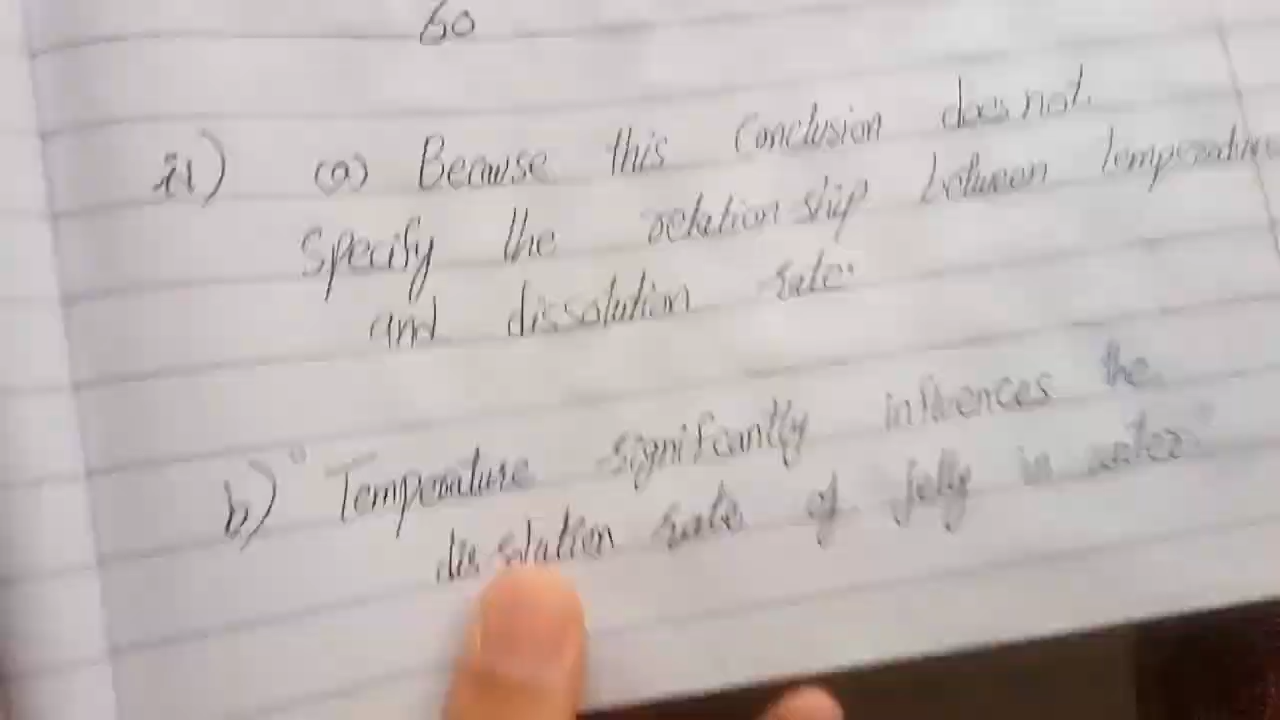 60
ii) (a) Because this conclusion does not
specify the relationship between temperature
and dissolution rate.
b) "Temperature significantly influences the
dissolution rate of jelly in water"